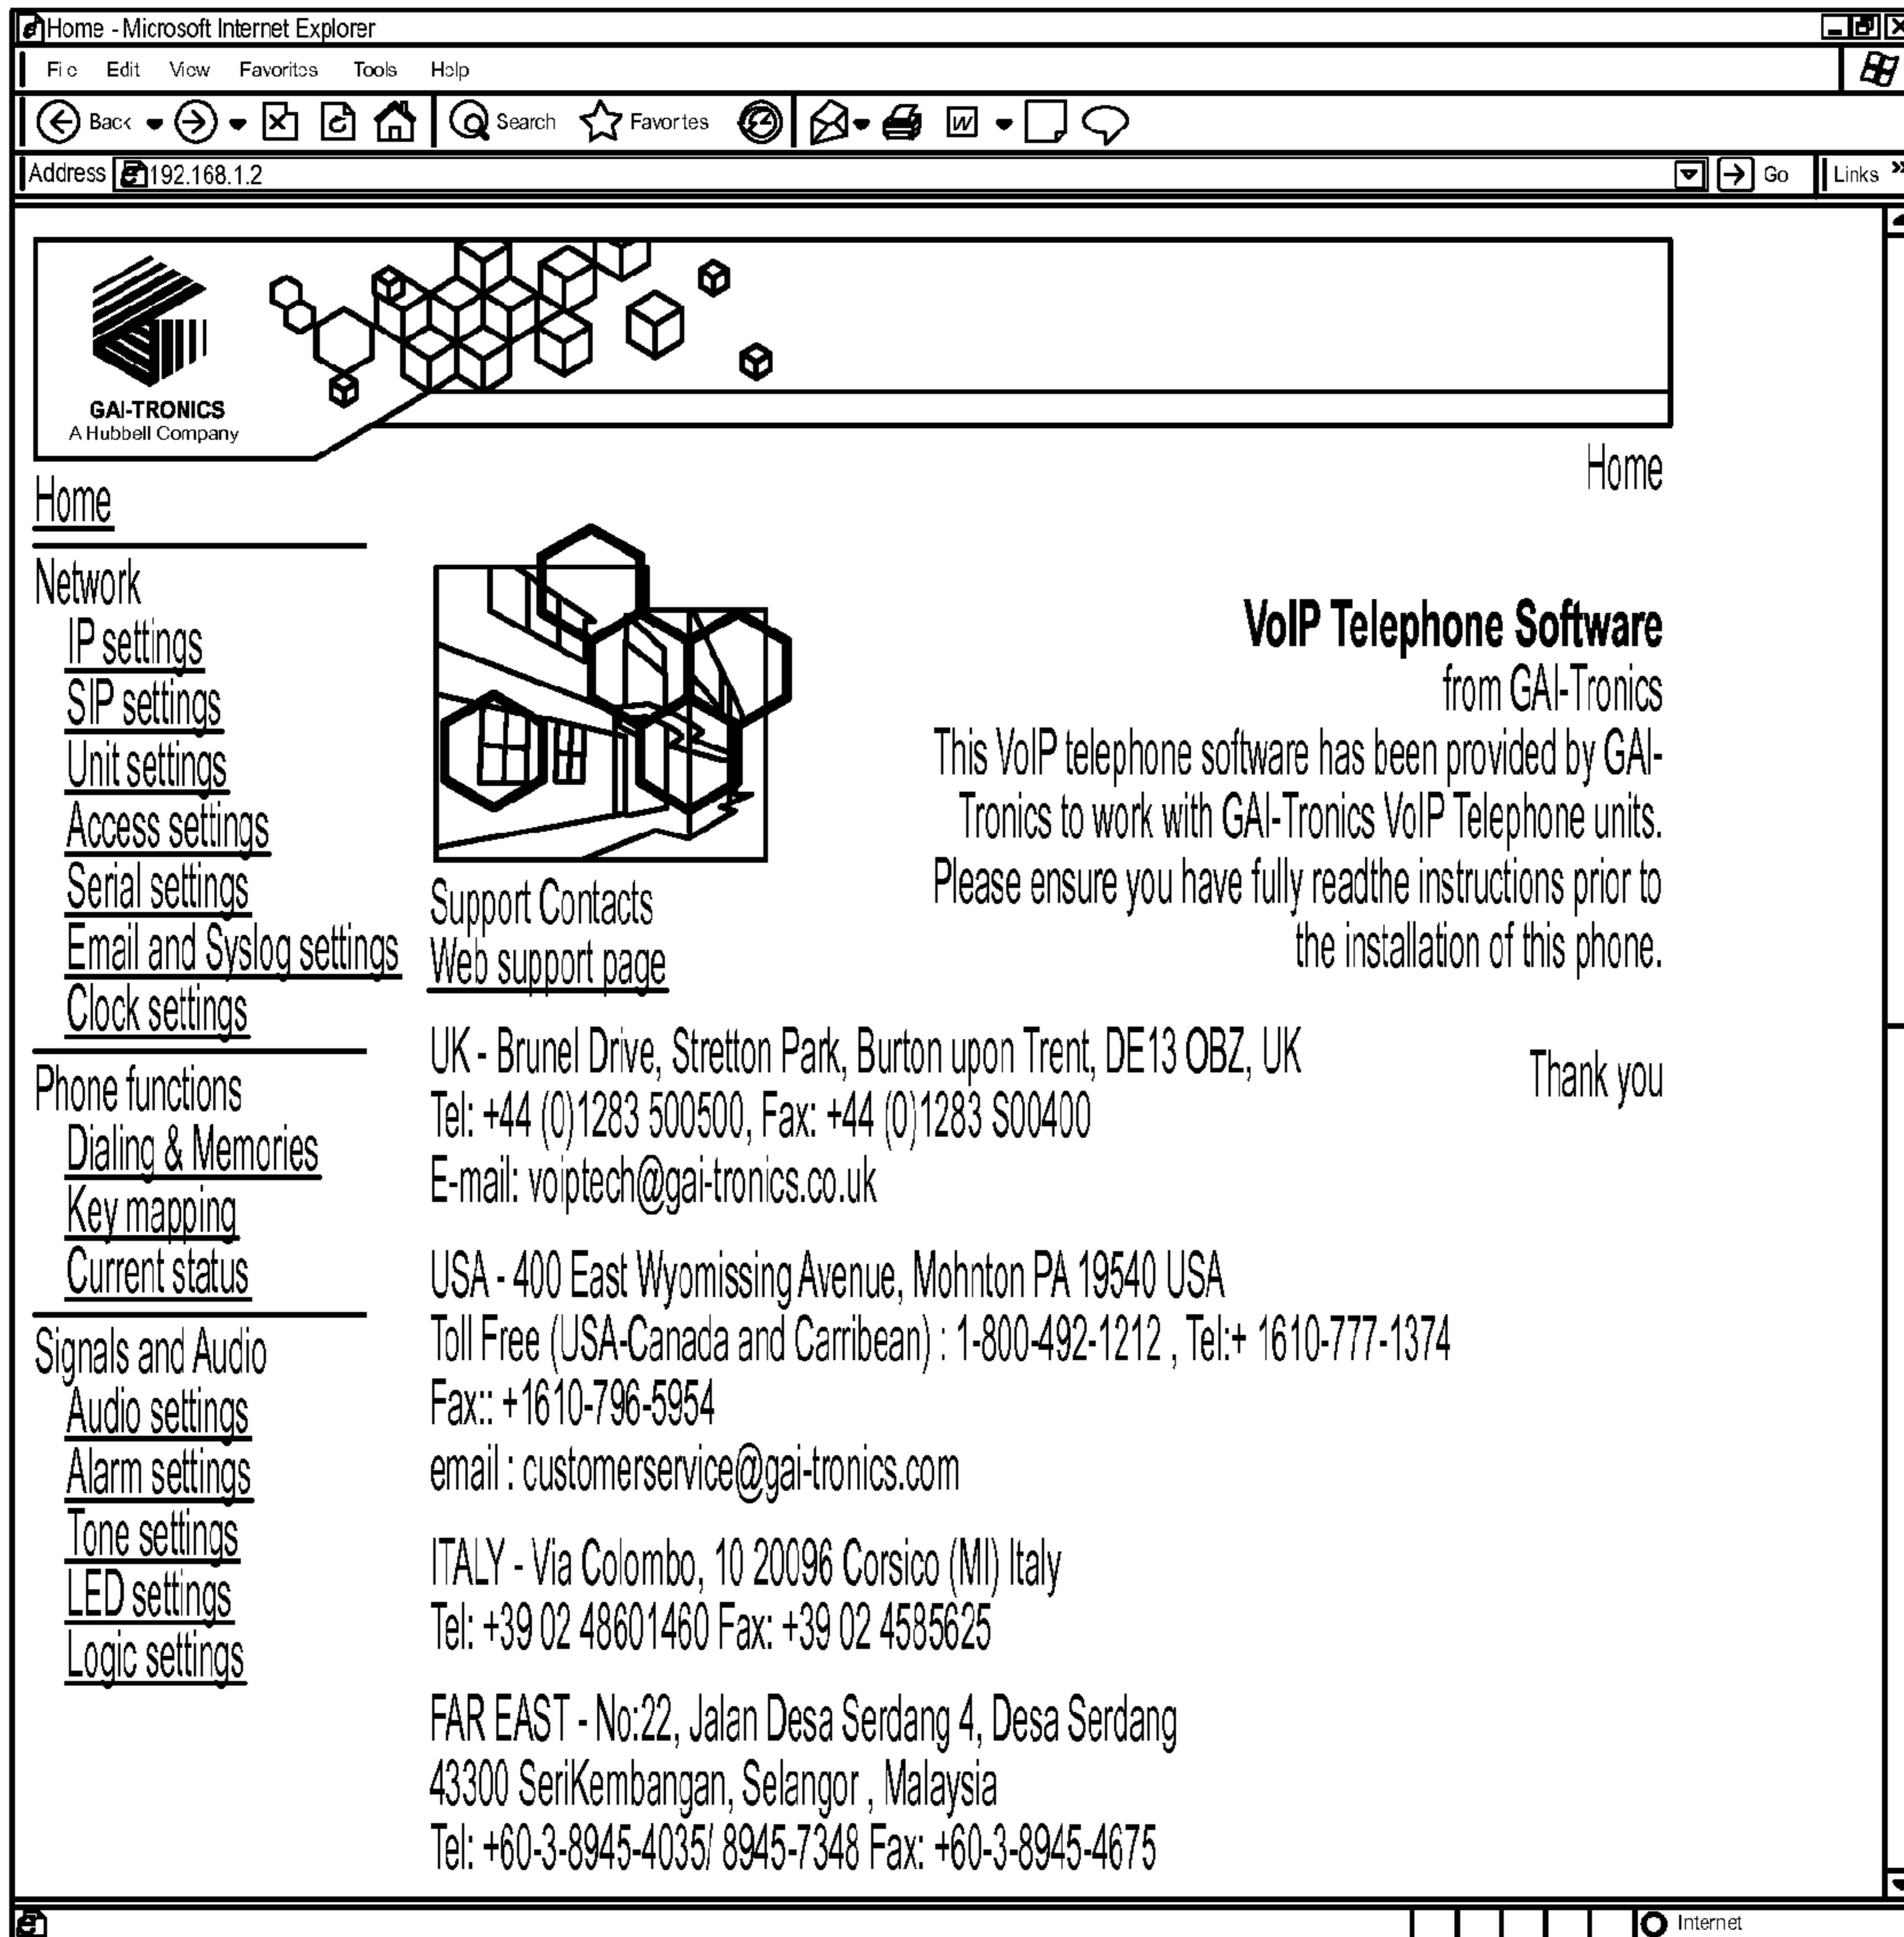 Home - Microsoft Internet Explorer
File Edit View Favorites Tools Help
Back Search Favorites W
Address 192.168.1.2 Go Links »
GAI-TRONICS
A Hubbell Company
Home
Home
Network
IP settings
SIP settings
Unit settings
Access settings
Serial settings
Email and Syslog settings
Clock settings
Phone functions
Dialing & Memories
Key mapping
Current status
Signals and Audio
Audio settings
Alarm settings
Tone settings
LED settings
Logic settings
VoIP Telephone Software
from GAI-Tronics
This VoIP telephone software has been provided by GAI-
Tronics to work with GAI-Tronics VoIP Telephone units.
Please ensure you have fully readthe instructions prior to
the installation of this phone.
Thank you
Support Contacts
Web support page
UK - Brunel Drive, Stretton Park, Burton upon Trent, DE13 OBZ, UK
Tel: +44 (0)1283 500500, Fax: +44 (0)1283 S00400
E-mail: voiptech@gai-tronics.co.uk
USA - 400 East Wyomissing Avenue, Mohnton PA 19540 USA
Toll Free (USA-Canada and Carribean) : 1-800-492-1212 , Tel:+ 1610-777-1374
Fax:: +1610-796-5954
email : customerservice@gai-tronics.com
ITALY - Via Colombo, 10 20096 Corsico (MI) Italy
Tel: +39 02 48601460 Fax: +39 02 4585625
FAR EAST - No:22, Jalan Desa Serdang 4, Desa Serdang
43300 SeriKembangan, Selangor , Malaysia
Tel: +60-3-8945-4035/ 8945-7348 Fax: +60-3-8945-4675
Internet